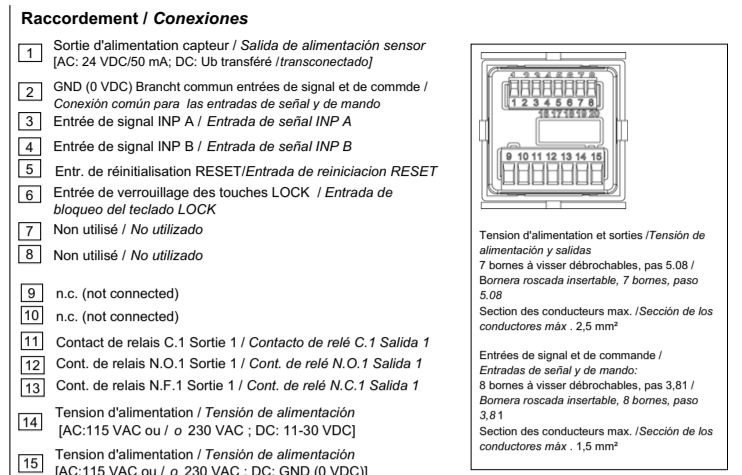 Raccordement / Conexiones
1 Sortie d'alimentation capteur / Salida de alimentación sensor
[AC: 24 VDC/50 mA; DC: Ub transféré /transconectado]
2 GND (0 VDC) Brancht commun entrées de signal et de commde /
Conexión común para las entradas de señal y de mando
3 Entrée de signal INP A / Entrada de señal INP A
4 Entrée de signal INP B / Entrada de señal INP B
5 Entr. de réinitialisation RESET/Entrada de reiniciacion RESET
6 Entrée de verrouillage des touches LOCK / Entrada de
bloqueo del teclado LOCK
7 Non utilisé / No utilizado
8 Non utilisé / No utilizado
9 n.c. (not connected)
10 n.c. (not connected)
11 Contact de relais C.1 Sortie 1 / Contacto de relé C.1 Salida 1
12 Cont. de relais N.O.1 Sortie 1 / Cont. de relé N.O.1 Salida 1
13 Cont. de relais N.F.1 Sortie 1 / Cont. de relé N.C.1 Salida 1
14 Tension d'alimentation / Tensión de alimentación
[AC:115 VAC ou / o 230 VAC ; DC: 11-30 VDC]
15 Tension d'alimentation / Tensión de alimentación
[AC:115 VAC ou / o 230 VAC ; DC: GND (0 VDC)]
1 2 3 4 5 6 7 8
1 2 3 4 5 6 7 8
16 17 18 19 20
9 10 11 12 13 14 15
Tension d'alimentation et sorties /Tensión de
alimentación y salidas
7 bornes à visser débrochables, pas 5.08 /
Bornera roscada insertable, 7 bornes, paso
5.08
Section des conducteurs max. /Sección de los
conductores máx . 2,5 mm²
Entrées de signal et de commande /
Entradas de señal y de mando:
8 bornes à visser débrochables, pas 3,81 /
Bornera roscada insertable, 8 bornes, paso
3,81
Section des conducteurs max. /Sección de los
conductores máx . 1,5 mm²